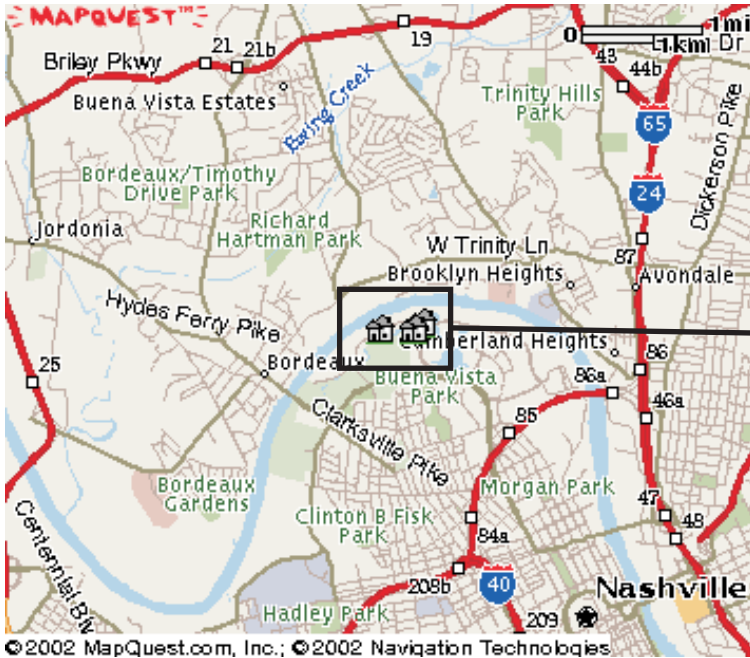 MAPQUEST™
0 1mi
1km
Dr
21
21b
19
43
44b
Briley Pkwy
Buena Vista Estates
Ewing Creek
Trinity Hills
Park
65
Dickerson Pike
Bordeaux/Timothy
Drive Park
24
Richard
Hartman Park
Jordonia
W Trinity Ln
87
Brooklyn Heights
Avondale
Hydes Ferry Pike
Cumberland Heights
25
Bordeaux
86
Buena Vista
Park
86a
46a
Clarksville Pike
85
Bordeaux
Gardens
Morgan Park
47
48
Clinton B Fisk
Park
84a
Centennial Blv
208b
40
Nashville
Hadley Park
209
©2002 MapQuest.com, Inc.; ©2002 Navigation Technologies